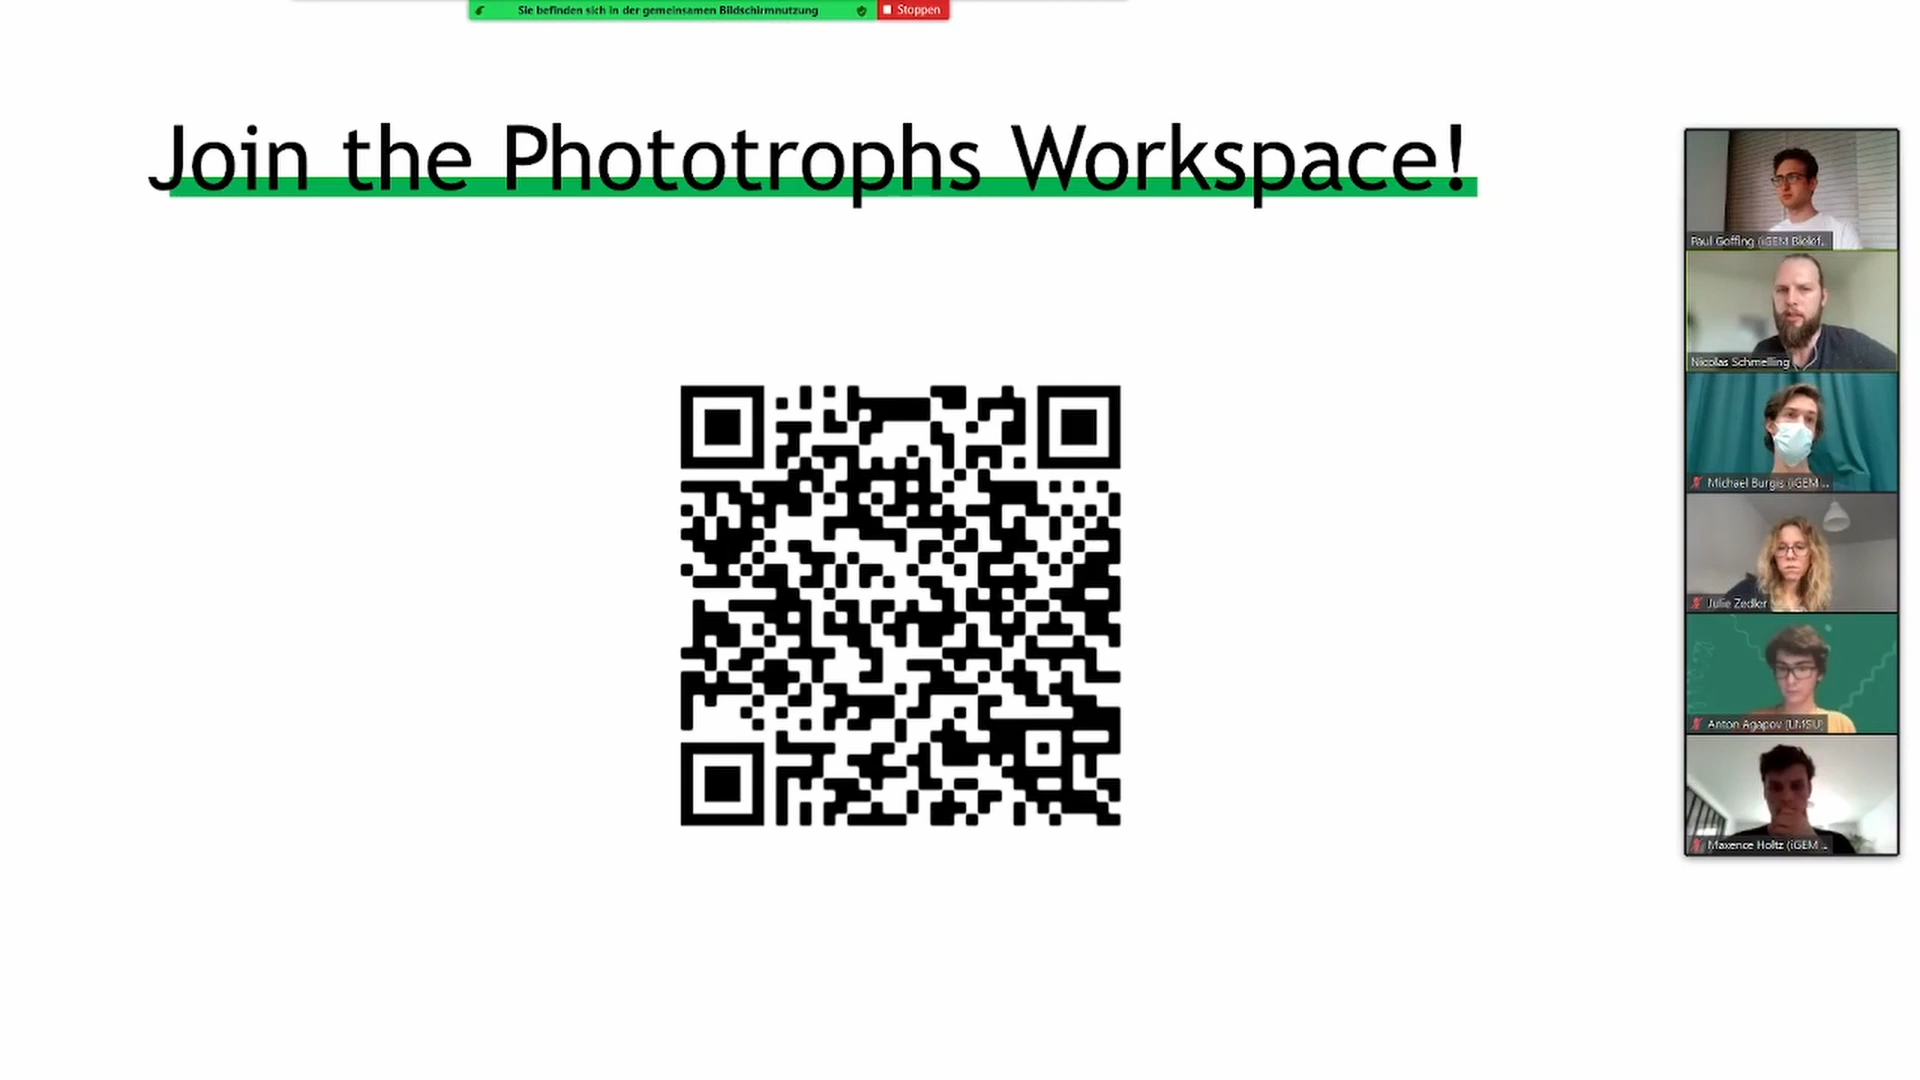 Sie befinden sich in der gemeinsamen Bildschirmnutzung
Stoppen
Join the Phototrophs Workspace!
Paul Goffing (iGEM Bielef.
Nicolas Schmelling
Michael Burgis (iGEM ...
Julie Zedler
Anton Agapov (LMSU)
Maxence Holtz (iGEM ...